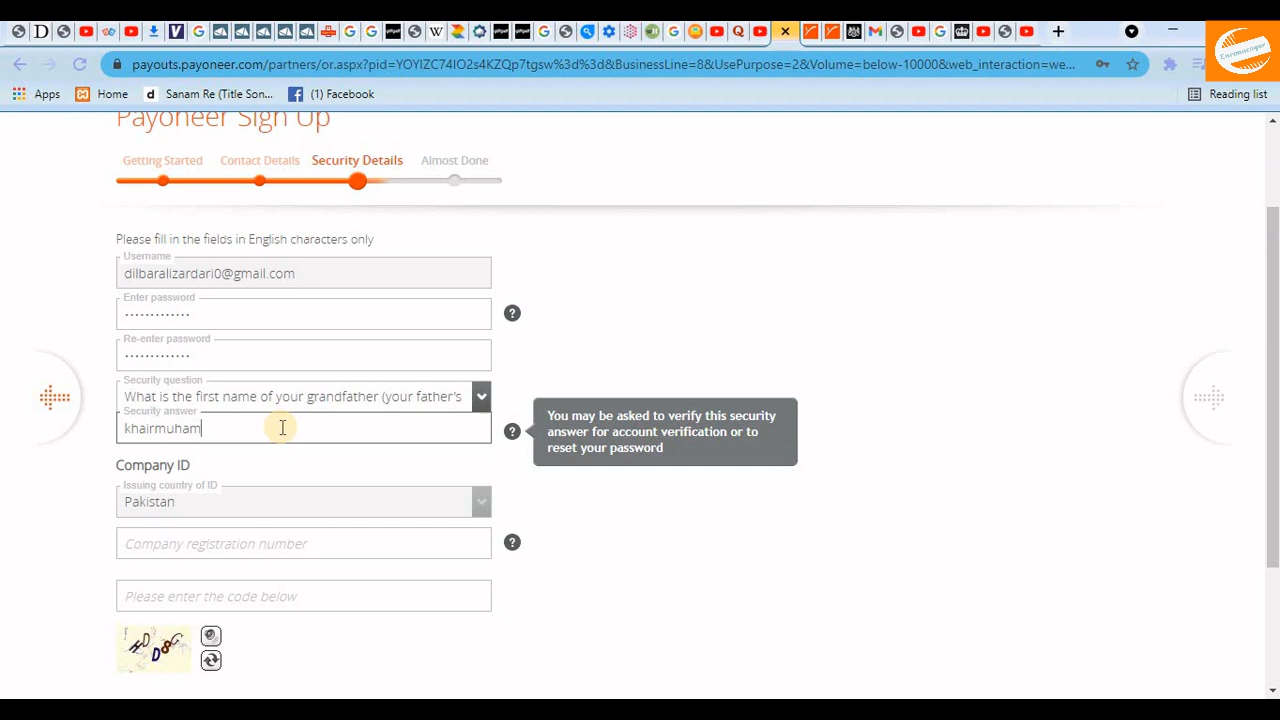 payouts.payoneer.com/partners/or.aspx?pid=YOYIZC74IO2s4KZQp7tqsw%3d%3d&BusinessLine=8&UsePurpose=2&Volume=below-10000&web_interaction=we...
Apps
Home
Sanam Re (Title Son...
(1) Facebook
Reading list
Encouscoger
Payoneer Sign Up
Getting Started
Contact Details
Security Details
Almost Done
Please fill in the fields in English characters only
Username
dilbaralizardari0@gmail.com
Enter password
Re-enter password
Security question
What is the first name of your grandfather (your father's
Security answer
khairmuham
You may be asked to verify this security
answer for account verification or to
reset your password
Company ID
Issuing country of ID
Pakistan
Company registration number
Please enter the code below